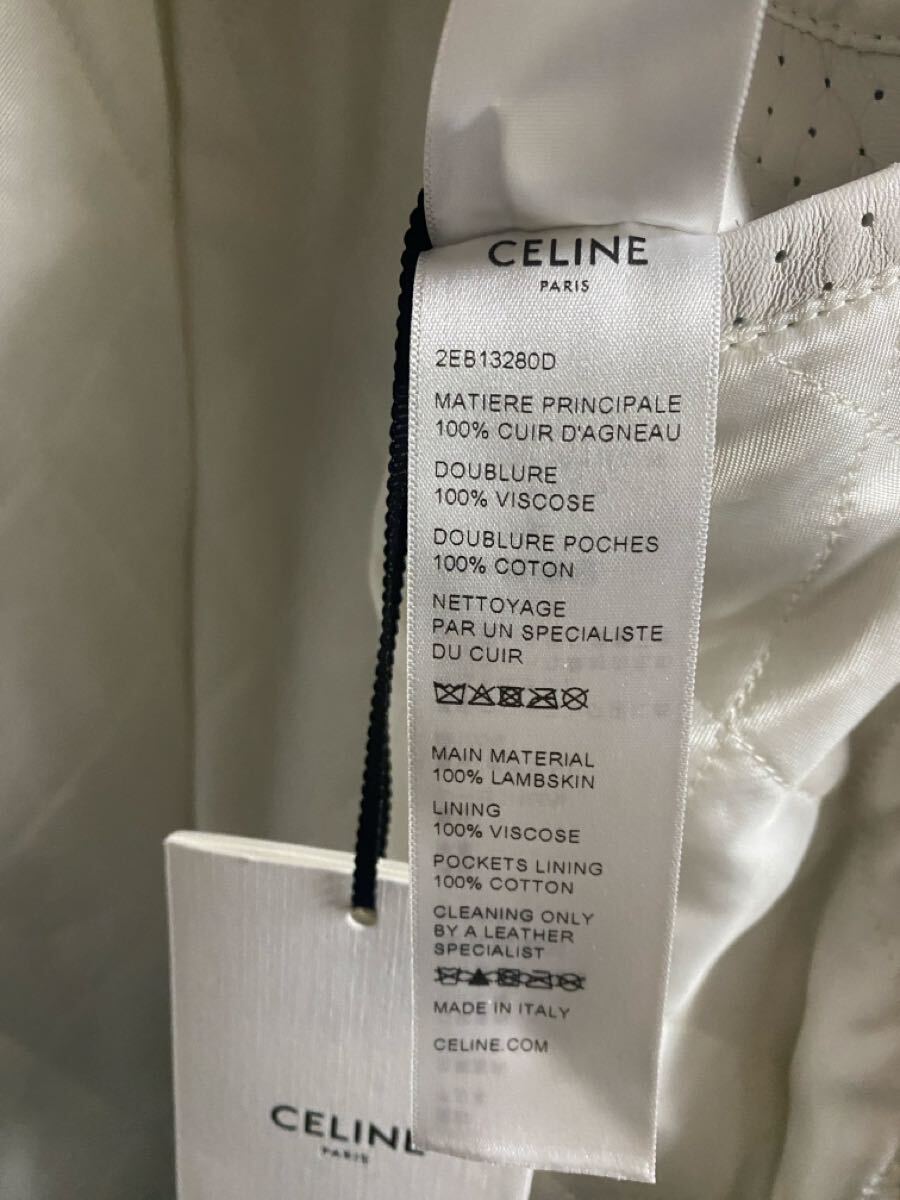 CELINE
PARIS
2EB13280D
MATIERE PRINCIPALE
100% CUIR D'AGNEAU
DOUBLURE
100% VISCOSE
DOUBLURE POCHES
100% COTON
NETTOYAGE
PAR UN SPECIALISTE
DU CUIR
MAIN MATERIAL
100% LAMBSKIN
LINING
100% VISCOSE
POCKETS LINING
100% COTTON
CLEANING ONLY
BY A LEATHER
SPECIALIST
MADE IN ITALY
CELINE.COM
CELINE
PARIS